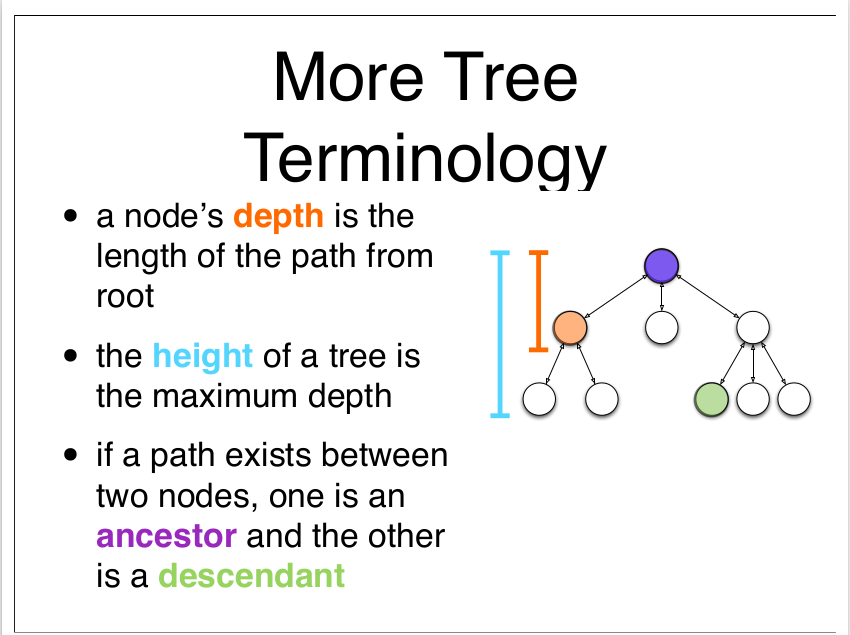 More Tree
Terminology
• a node’s depth is the
length of the path from
root
• the height of a tree is
the maximum depth
• if a path exists between
two nodes, one is an
ancestor and the other
is a descendant